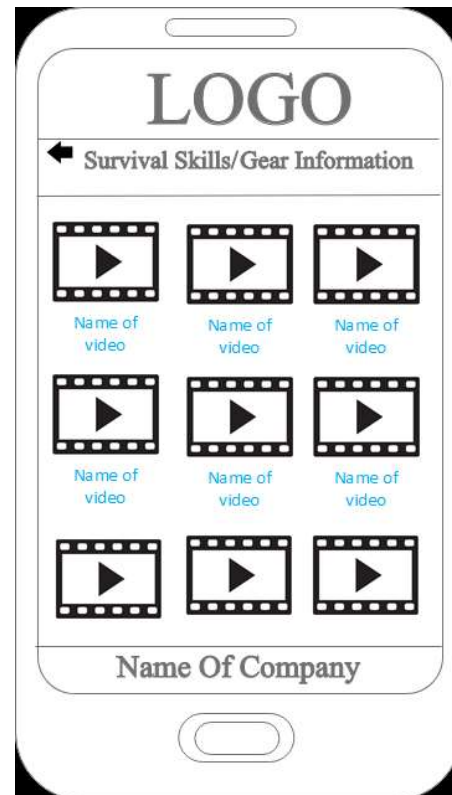 LOGO
Survival Skills/Gear Information
Name of
video
Name of
video
Name of
video
Name of
video
Name of
video
Name of
video
Name Of Company